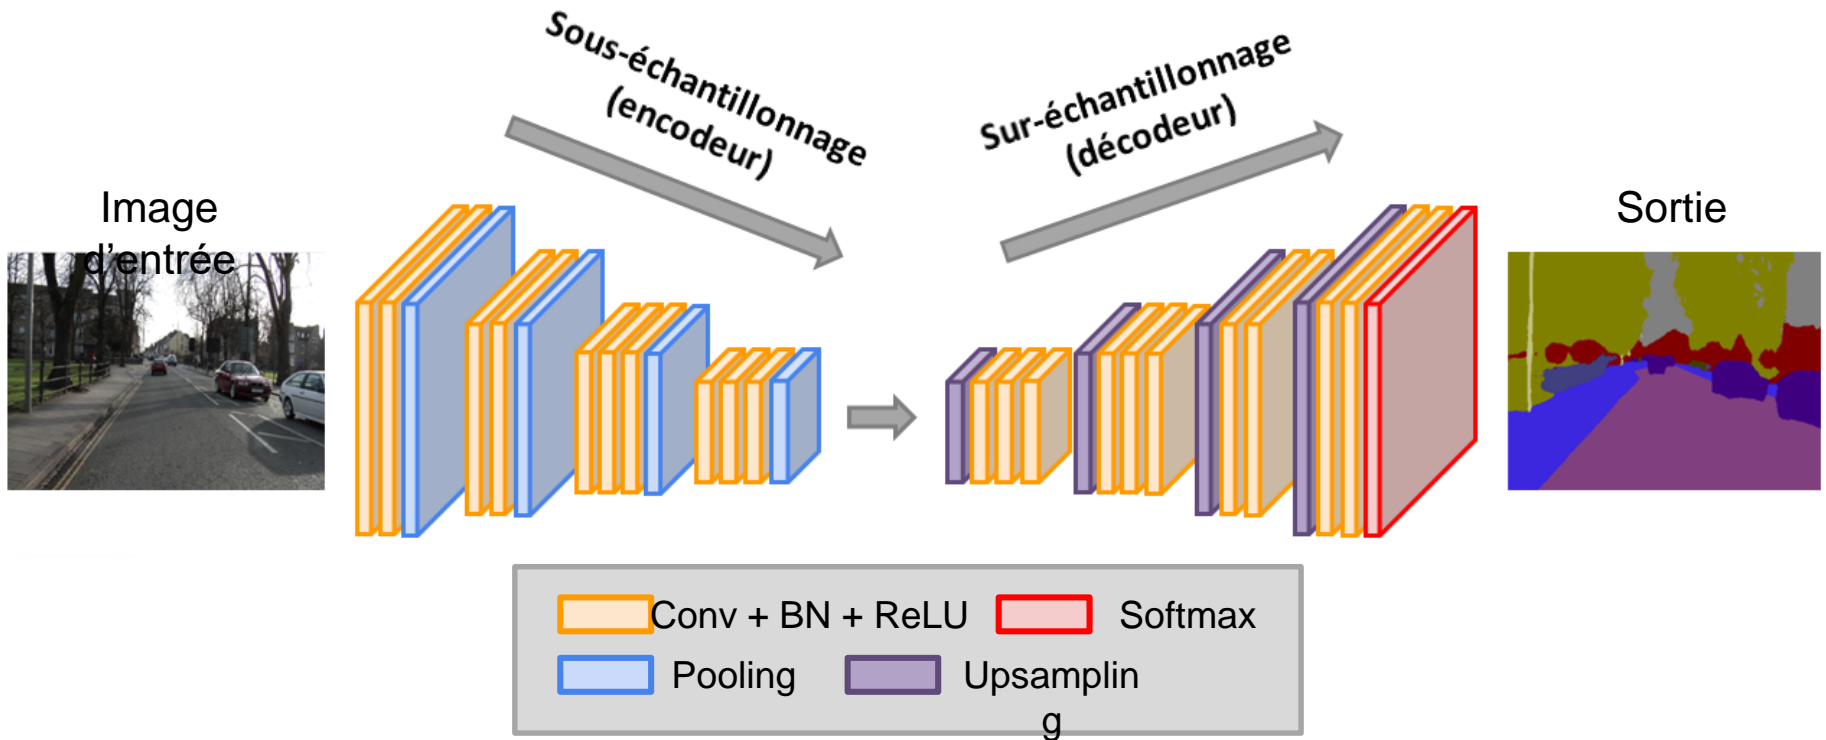 Sous-échantillonnage
(encodeur)
Sur-échantillonnage
(décodeur)
Image
d'entrée
Sortie
Conv + BN + ReLU
Softmax
Pooling
Upsamplin
g